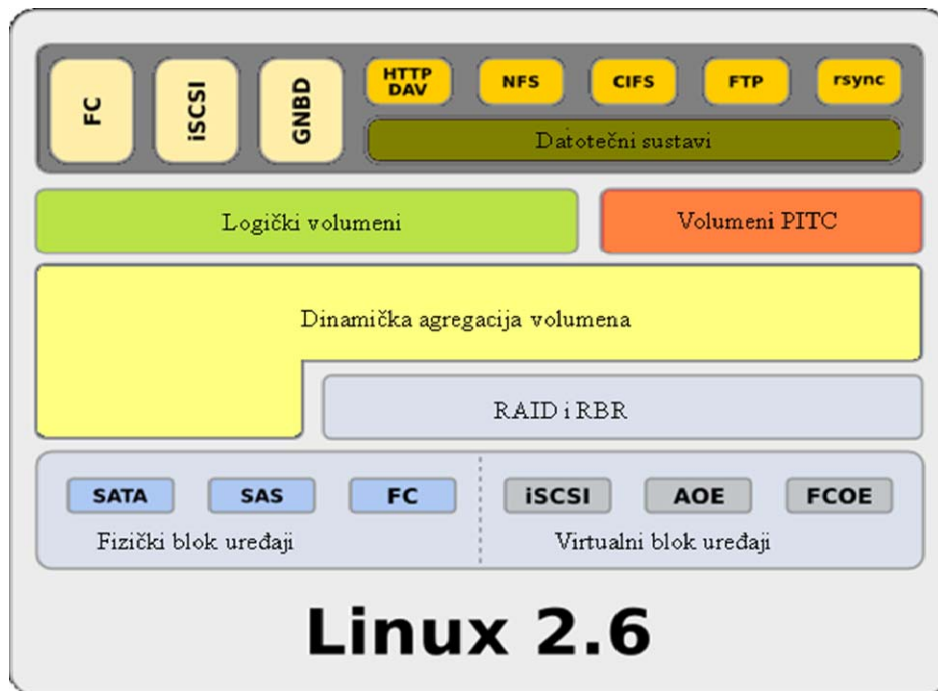 FC
iSCSI
GNBD
HTTP
DAV
NFS
CIFS
FTP
rsync
Datotečni sustavi
Logički volumeni
Volumeni PITC
Dinamička agregacija volumena
RAID i RBR
SATA
SAS
FC
iSCSI
AOE
FCOE
Fizički blok uređaji
Virtualni blok uređaji
Linux 2.6